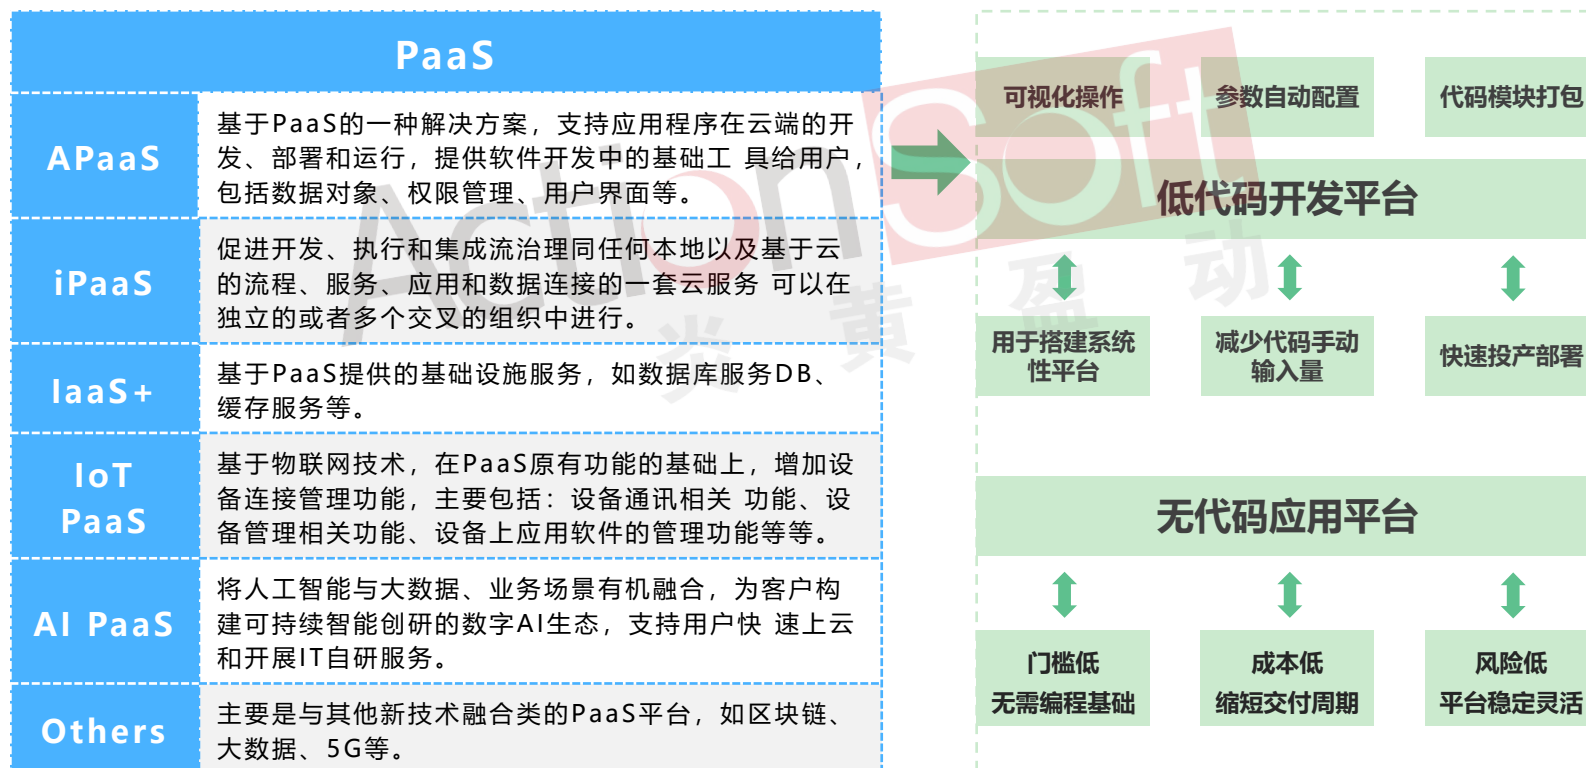 PaaS
APaaS
基于PaaS的一种解决方案，支持应用程序在云端的开
发、部署和运行，提供软件开发中的基础工 具给用户，
包括数据对象、权限管理、用户界面等。
iPaaS
促进开发、执行和集成流治理同任何本地以及基于云
的流程、服务、应用和数据连接的一套云服务 可以在
独立的或者多个交叉的组织中进行。
IaaS+
基于PaaS提供的基础设施服务，如数据库服务DB、
缓存服务等。
IoT
PaaS
基于物联网技术，在PaaS原有功能的基础上，增加设
备连接管理功能，主要包括：设备通讯相关 功能、设
备管理相关功能、设备上应用软件的管理功能等等。
AI PaaS
将人工智能与大数据、业务场景有机融合，为客户构
建可持续智能创研的数字AI生态，支持用户快 速上云
和开展IT自研服务。
Others
主要是与其他新技术融合类的PaaS平台，如区块链、
大数据、5G等。
可视化操作
参数自动配置
代码模块打包
低代码开发平台
用于搭建系统
性平台
减少代码手动
输入量
快速投产部署
无代码应用平台
门槛低
无需编程基础
成本低
缩短交付周期
风险低
平台稳定灵活
ActionSoft
炎黄盈动